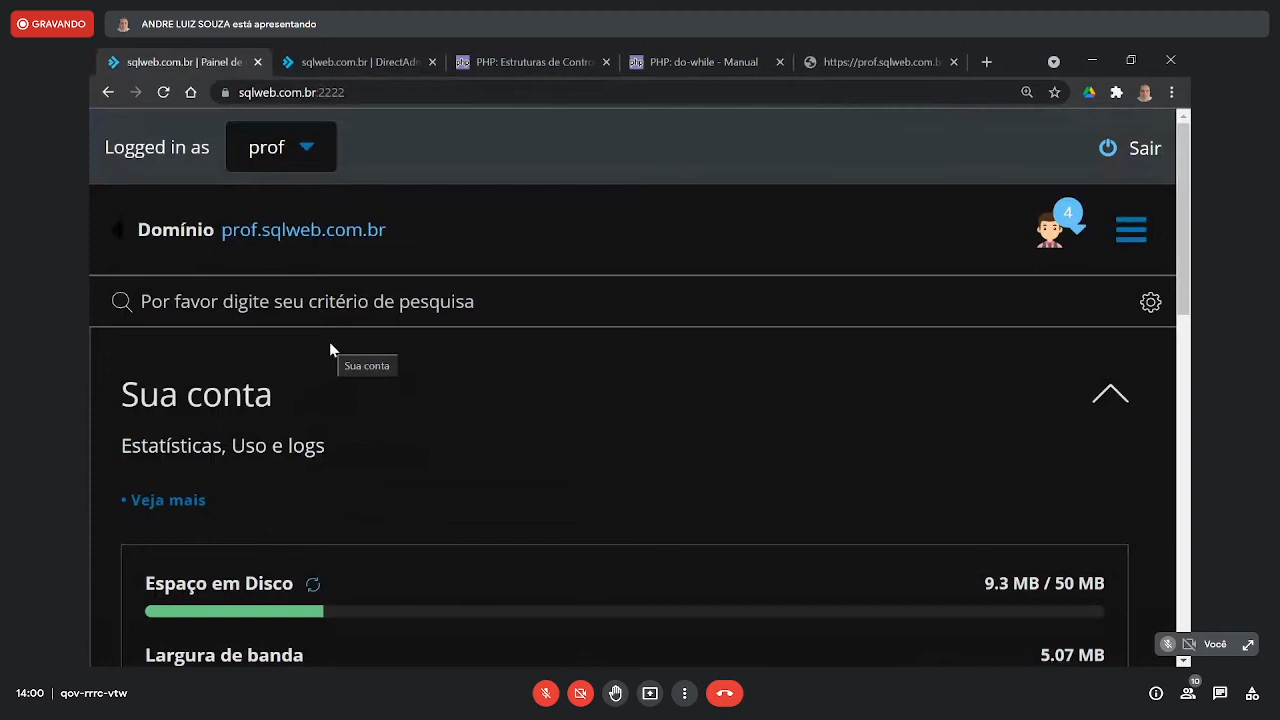 GRAVANDO
ANDRE LUIZ SOUZA está apresentando
sqlweb.com.br | Painel de
sqlweb.com.br | DirectAdm
php PHP: Estruturas de Contro
php PHP: do-while - Manual
https://prof.sqlweb.com.b
sqlweb.com.br:2222
Logged in as
prof
Sair
Domínio prof.sqlweb.com.br
4
Por favor digite seu critério de pesquisa
Sua conta
Sua conta
Estatísticas, Uso e logs
• Veja mais
Espaço em Disco
9.3 MB / 50 MB
Largura de banda
5.07 MB
Você
14:00
qov-rrrc-vtw
10